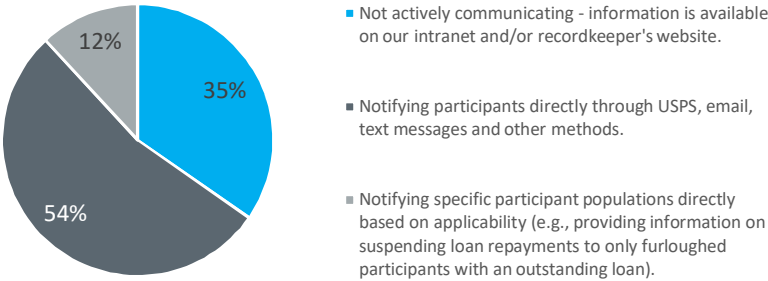 12%
35%
54%
Not actively communicating - information is available
on our intranet and/or recordkeeper's website.
Notifying participants directly through USPS, email,
text messages and other methods.
Notifying specific participant populations directly
based on applicability (e.g., providing information on
suspending loan repayments to only furloughed
participants with an outstanding loan).